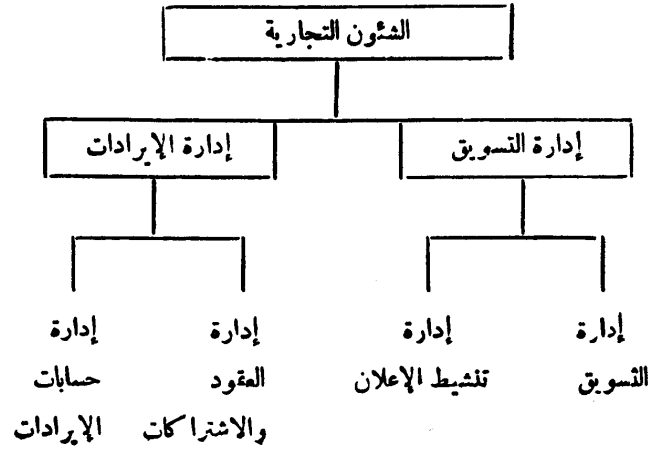 الشئون التجارية
إدارة التسويق
إدارة الإيرادات
إدارة
التسويق
إدارة
تنشيط الإعلان
إدارة
العقود
والاشتراكات
إدارة
حسابات
الإيرادات